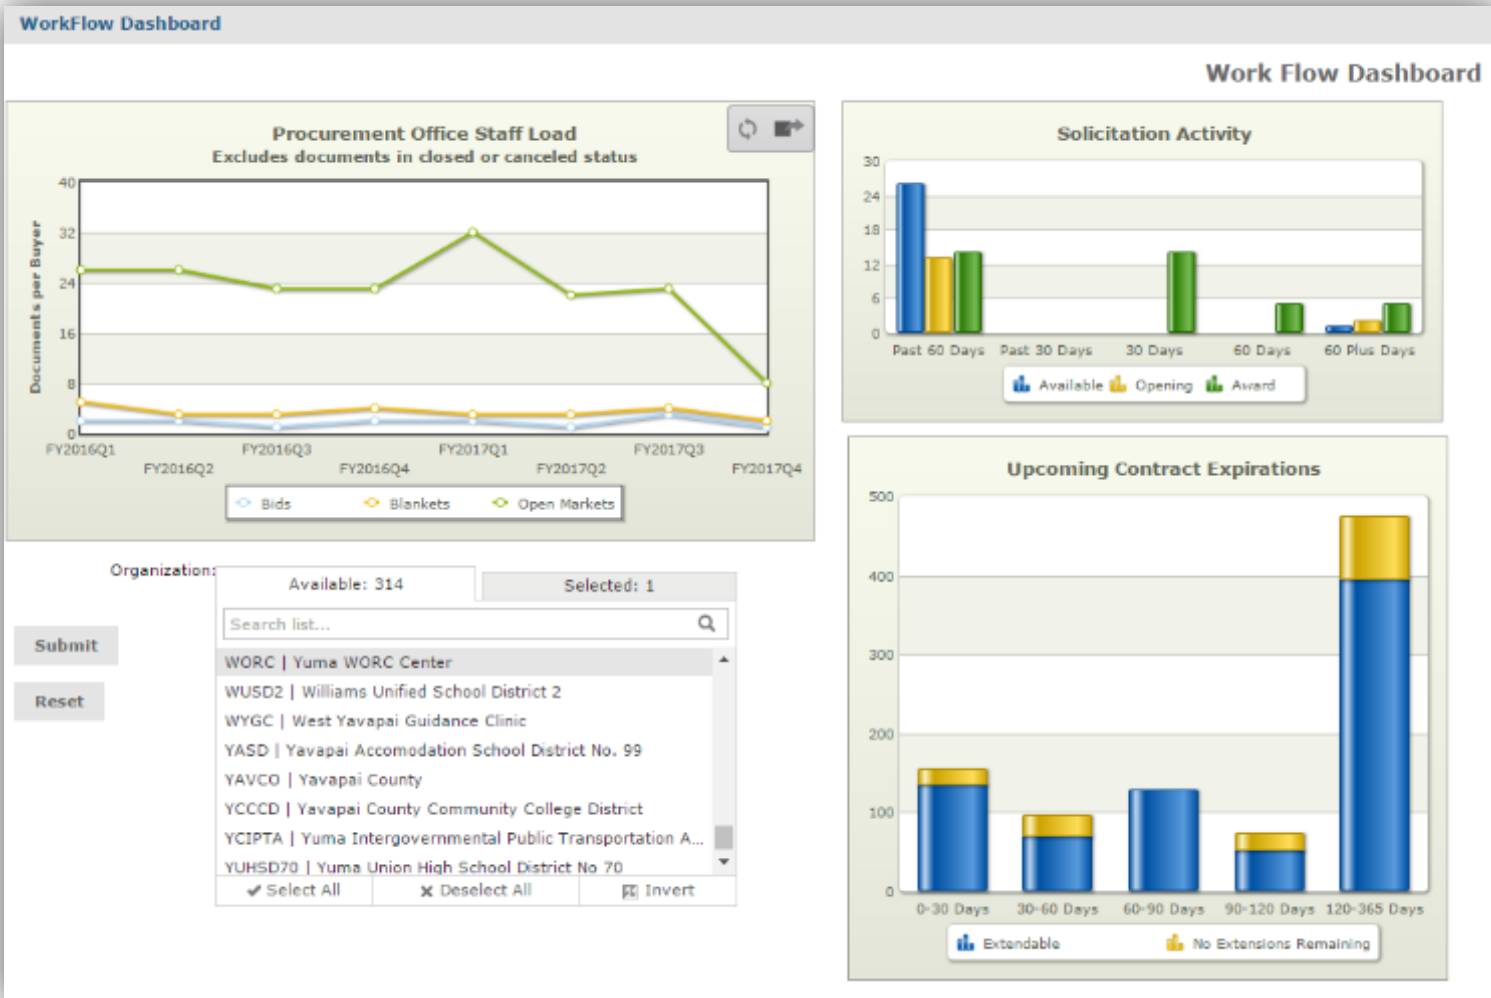 WorkFlow Dashboard
Work Flow Dashboard
Procurement Office Staff Load
Excludes documents in closed or canceled status
Documents per Buyer
40
32
24
16
8
0
FY2016Q1
FY2016Q2
FY2016Q3
FY2016Q4
FY2017Q1
FY2017Q2
FY2017Q3
FY2017Q4
Bids Blankets Open Markets
Organization:
Available: 314 Selected: 1
Search list...
WORC | Yuma WORC Center
WUSD2 | Williams Unified School District 2
WYGC | West Yavapai Guidance Clinic
YASD | Yavapai Accomodation School District No. 99
YAVCO | Yavapai County
YCCCD | Yavapai County Community College District
YCIPTA | Yuma Intergovernmental Public Transportation A...
YUHSD70 | Yuma Union High School District No 70
Select All Deselect All Invert
Submit
Reset
Solicitation Activity
30
24
18
12
6
0
Past 60 Days Past 30 Days 30 Days 60 Days 60 Plus Days
Available Opening Award
Upcoming Contract Expirations
500
400
300
200
100
0
0-30 Days 30-60 Days 60-90 Days 90-120 Days 120-365 Days
Extendable No Extensions Remaining